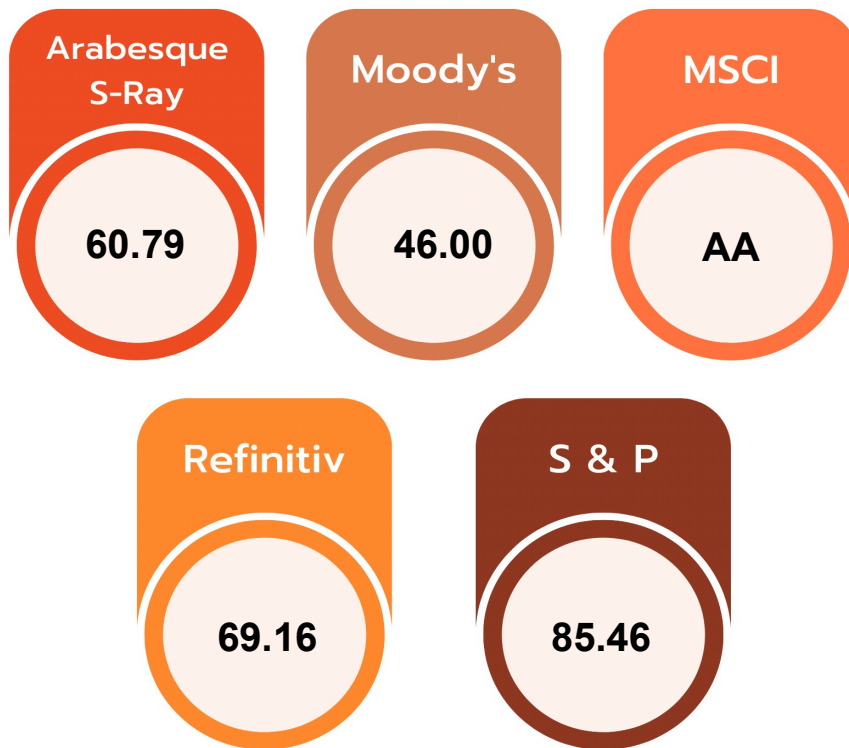 Arabesque
S-Ray
60.79
Moody's
46.00
MSCI
AA
Refinitiv
69.16
S & P
85.46